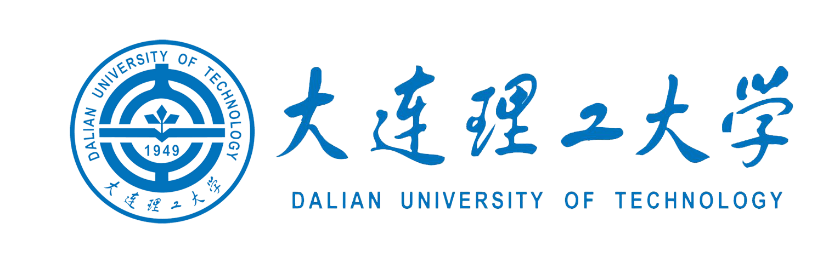 DALIAN UNIVERSITY OF TECHNOLOGY
1949
大连理工大学
大连理工大学
DALIAN UNIVERSITY OF TECHNOLOGY